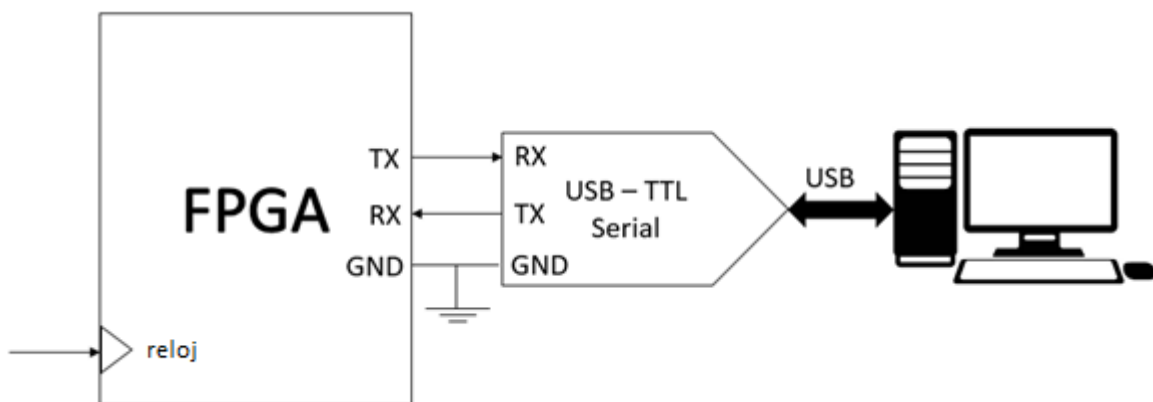 FPGA
TX
RX
GND
reloj
RX
TX
GND
USB – TTL
Serial
USB